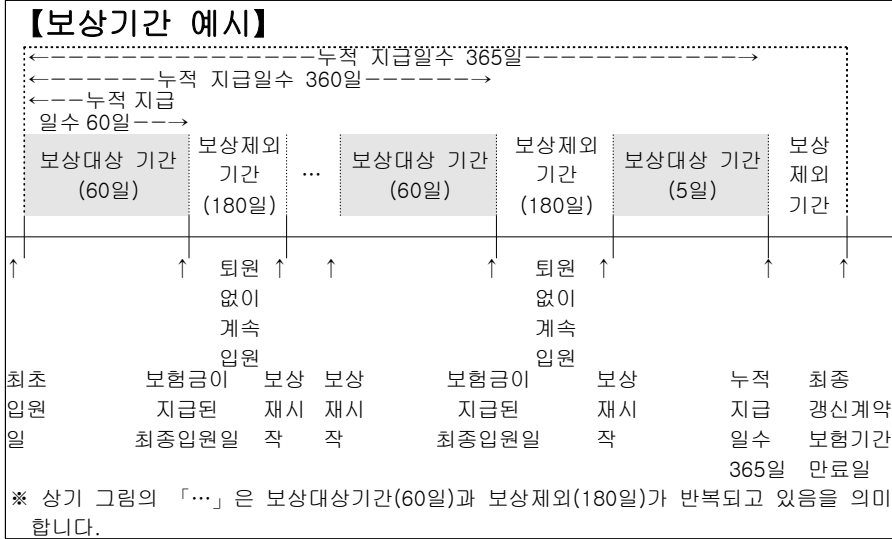 【보상기간 예시】
←---------------누적 지급일수 365일------------→
←------누적 지급일수 360일------→
←--누적 지급
일수 60일--→
보상대상 기간
(60일)
보상제외
기간
(180일)
…
보상대상 기간
(60일)
보상제외
기간
(180일)
보상대상 기간
(5일)
보상
제외
기간
↑ ↑ ↑ ↑ ↑ ↑ ↑ ↑
퇴원
없이
계속
입원
퇴원
없이
계속
입원
최초
입원
일
보험금이
지급된
최종입원일
보상
재시
작
보상
재시
작
보험금이
지급된
최종입원일
보상
재시
작
누적
지급
일수
365일
최종
갱신계약
보험기간
만료일
※ 상기 그림의 「…」은 보상대상기간(60일)과 보상제외(180일)가 반복되고 있음을 의미
합니다.